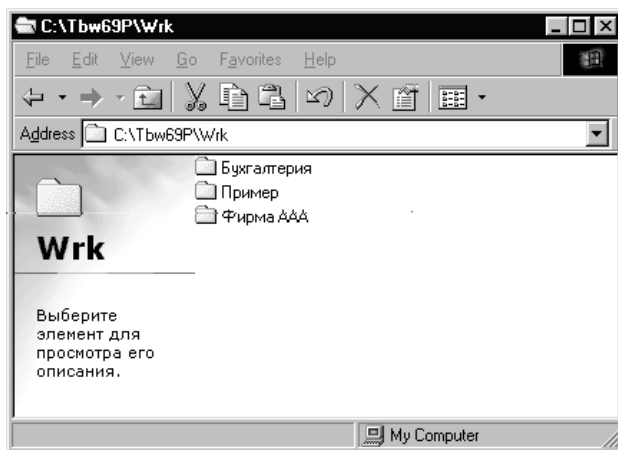 C:\Tbw69P\Wrk
File Edit View Go Favorites Help
Address C:\Tbw69P\Wrk
Бухгалтерия
Пример
Фирма ААА
Wrk
Выберите
элемент для
просмотра его
описания.
My Computer